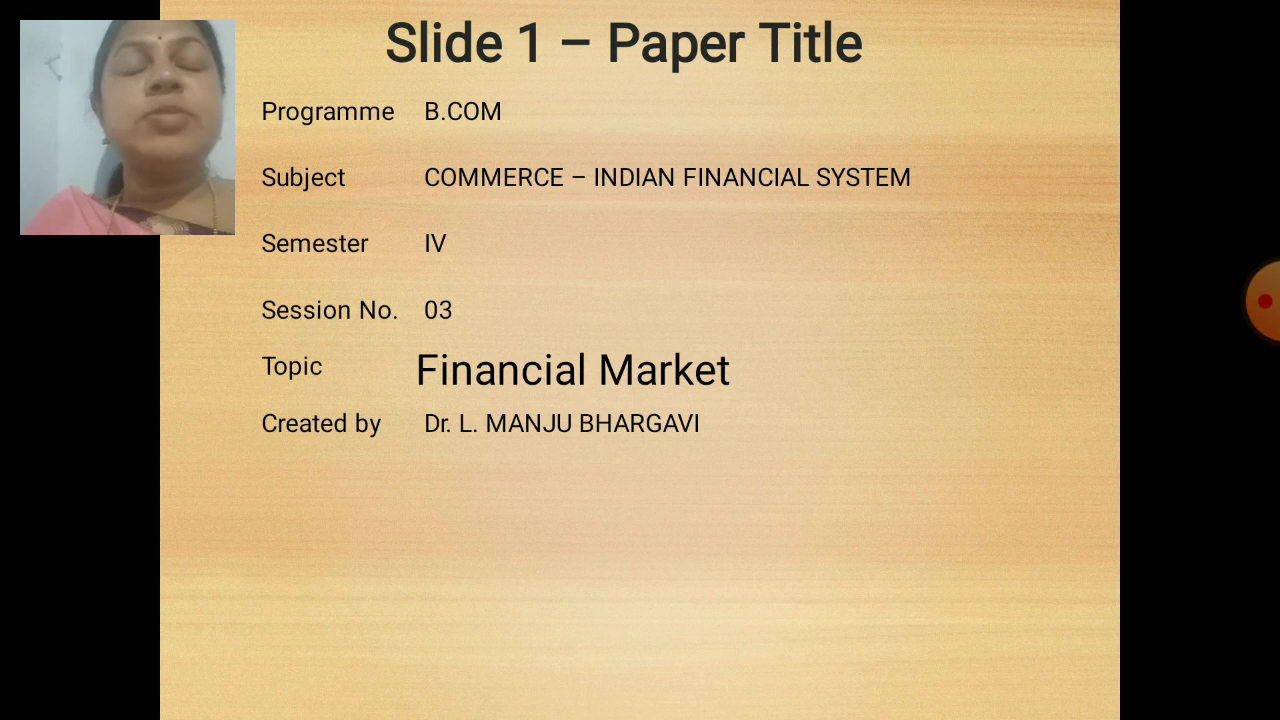 Slide 1 – Paper Title
Programme B.COM
Subject COMMERCE – INDIAN FINANCIAL SYSTEM
Semester IV
Session No. 03
Topic Financial Market
Created by Dr. L. MANJU BHARGAVI